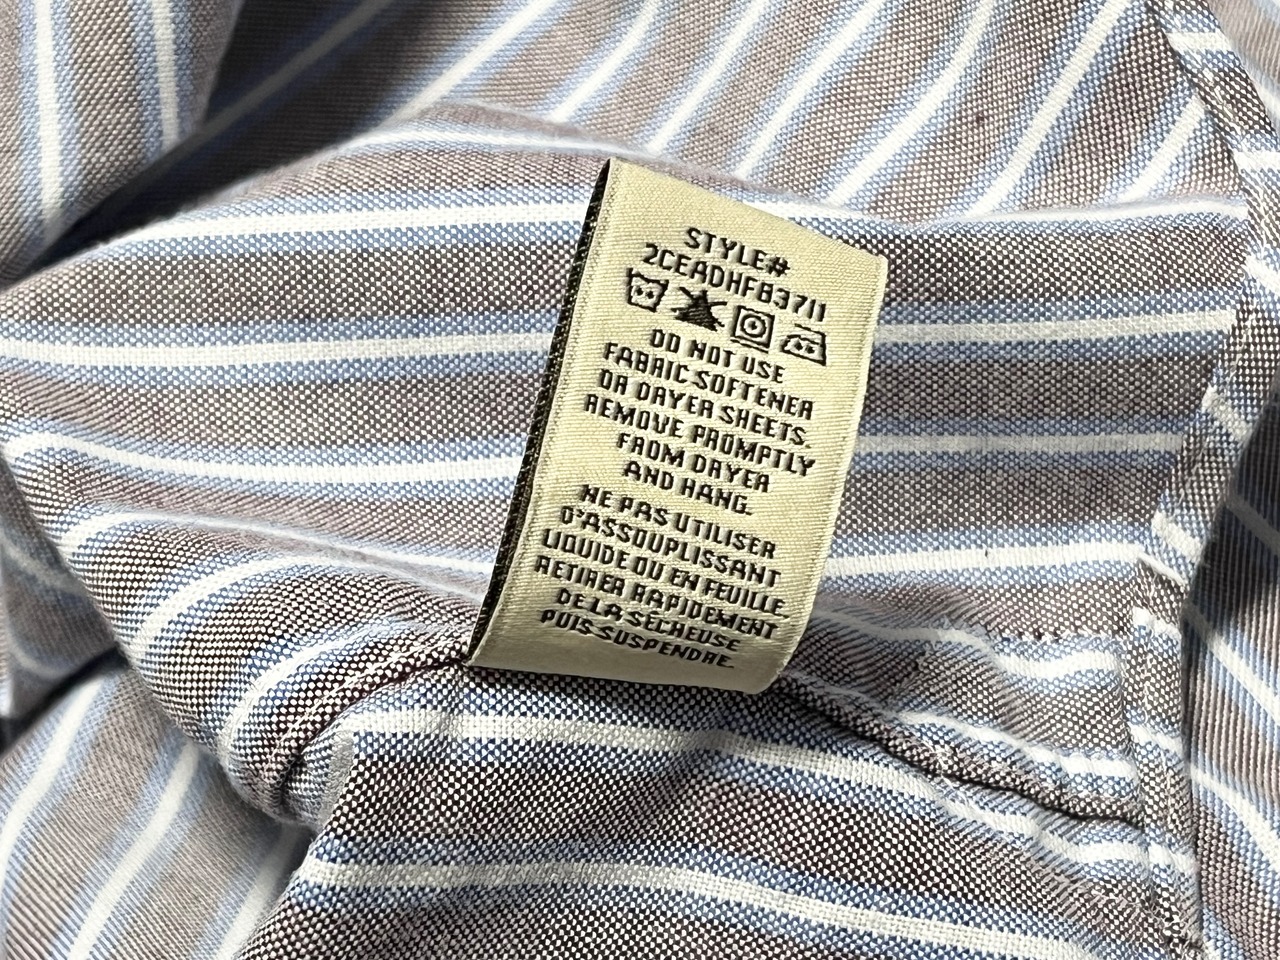 STYLE#
2CEADHF83711
DO NOT USE
FABRIC SOFTENER
OR DRYER SHEETS.
REMOVE PROMPTLY
FROM DRYER
AND HANG.
NE PAS UTILISER
D'ASSOUPLISSANT
LIQUIDE OU EN FEUILLE.
RETIRER RAPIDEMENT
DE LA SÉCHEUSE
PUIS SUSPENDRE.